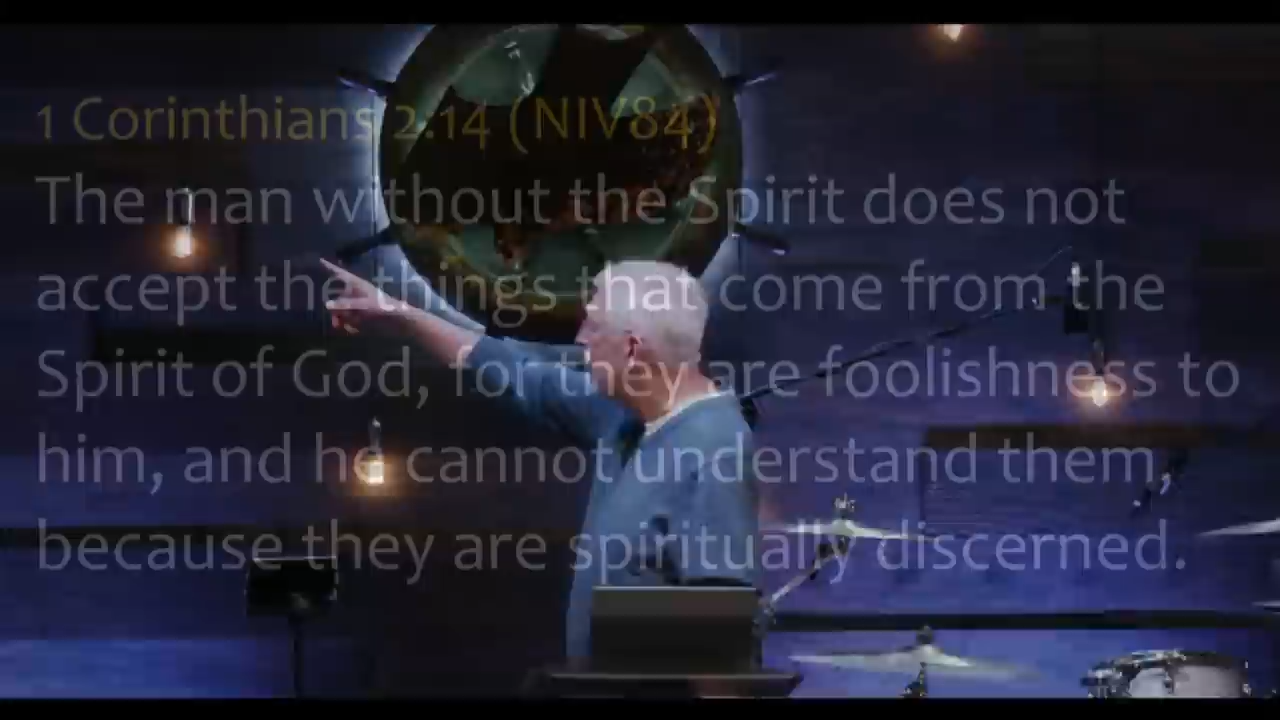 1 Corinthians 2:14 (NIV84)
The man without the Spirit does not
accept the things that come from the
Spirit of God, for they are foolishness to
him, and he cannot understand them,
because they are spiritually discerned.